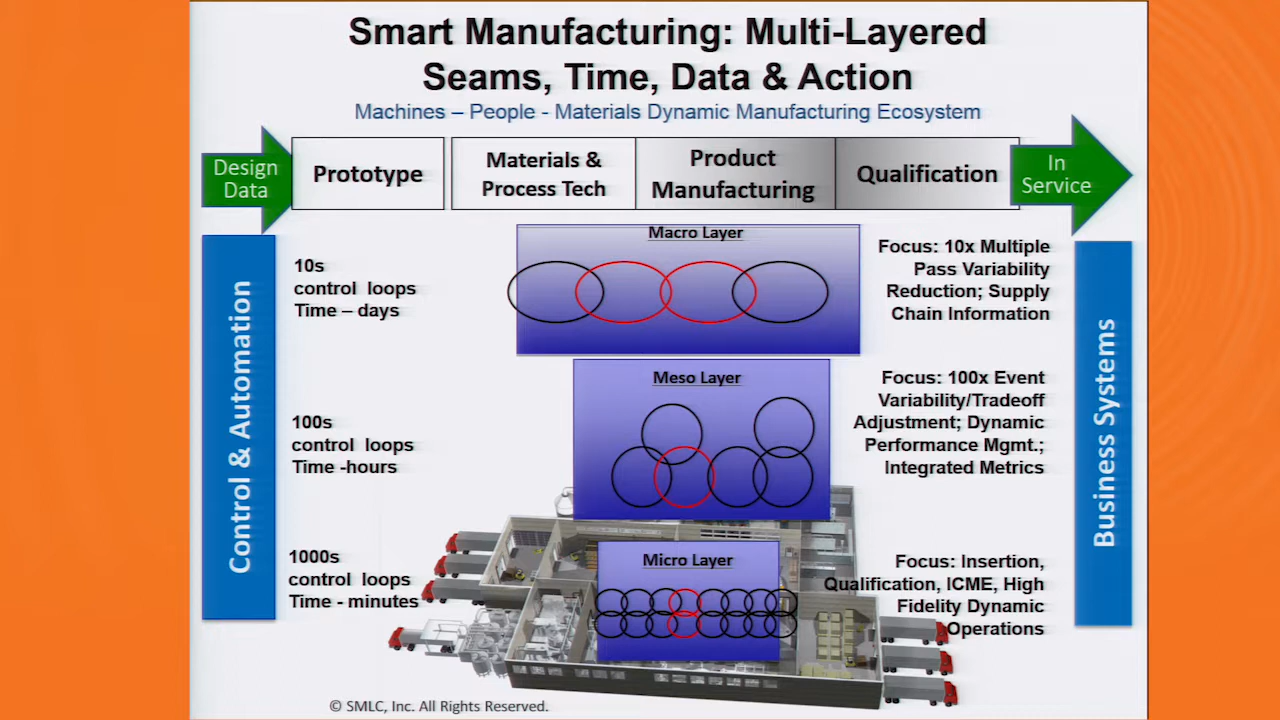 Smart Manufacturing: Multi-Layered
Seams, Time, Data & Action
Machines – People - Materials Dynamic Manufacturing Ecosystem
Design
Data
Prototype
Materials &
Process Tech
Product
Manufacturing
Qualification
In
Service
Control & Automation
10s
control loops
Time – days
Macro Layer
Focus: 10x Multiple
Pass Variability
Reduction; Supply
Chain Information
100s
control loops
Time -hours
Meso Layer
Focus: 100x Event
Variability/Tradeoff
Adjustment; Dynamic
Performance Mgmt.;
Integrated Metrics
1000s
control loops
Time - minutes
Micro Layer
Focus: Insertion,
Qualification, ICME, High
Fidelity Dynamic
Operations
Business Systems
© SMLC, Inc. All Rights Reserved.